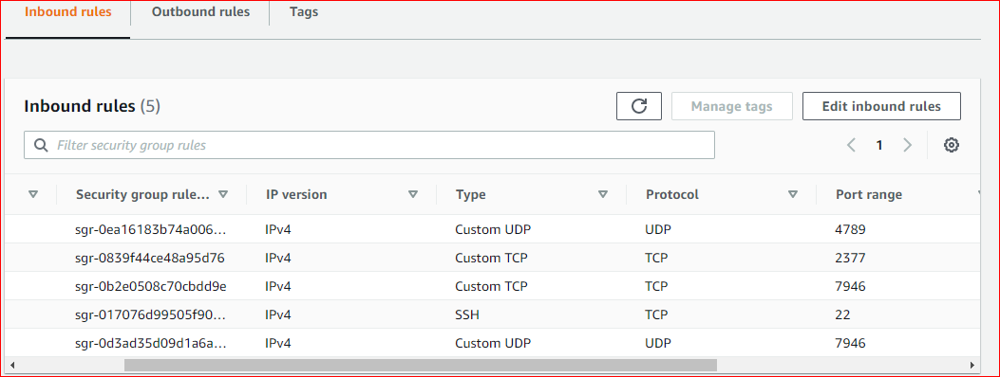 Inbound rules Outbound rules Tags
Inbound rules (5) Manage tags Edit inbound rules
Filter security group rules 1
Security group rule... IP version Type Protocol Port range
sgr-0ea16183b74a006... IPv4 Custom UDP UDP 4789
sgr-0839f44ce48a95d76 IPv4 Custom TCP TCP 2377
sgr-0b2e0508c70cbdd9e IPv4 Custom TCP TCP 7946
sgr-017076d99505f90... IPv4 SSH TCP 22
sgr-0d3ad35d09d1a6a... IPv4 Custom UDP UDP 7946